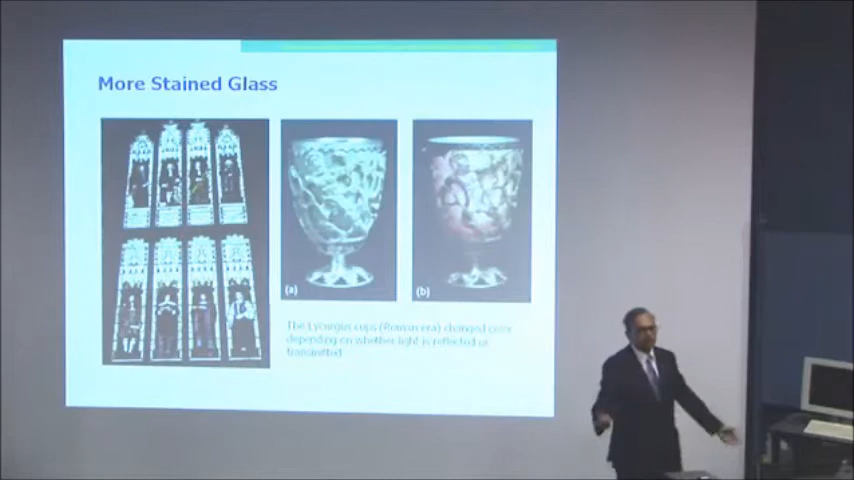 More Stained Glass
(a)
(b)
The Lycurgus cups (Roman era) changed color
depending on whether light is reflected or
transmitted